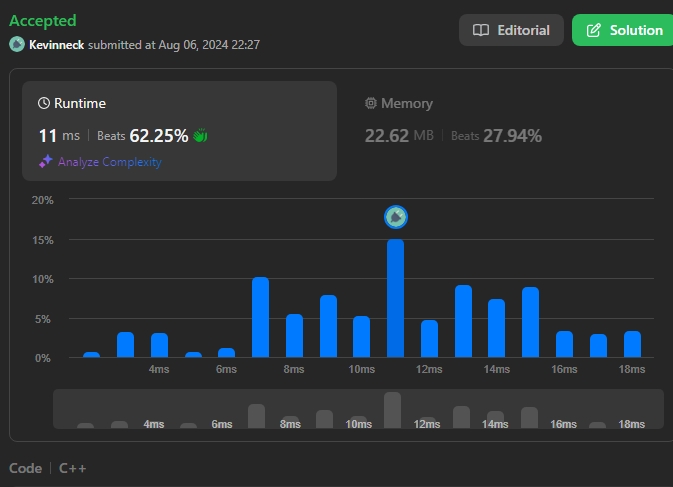 Accepted
Editorial
Solution
Kevinneck submitted at Aug 06, 2024 22:27
Runtime
Memory
11 ms | Beats 62.25%
22.62 MB | Beats 27.94%
Analyze Complexity
20%
15%
10%
5%
0%
4ms 6ms 8ms 10ms 12ms 14ms 16ms 18ms
4ms 6ms 8ms 10ms 12ms 14ms 16ms 18ms
Code | C++